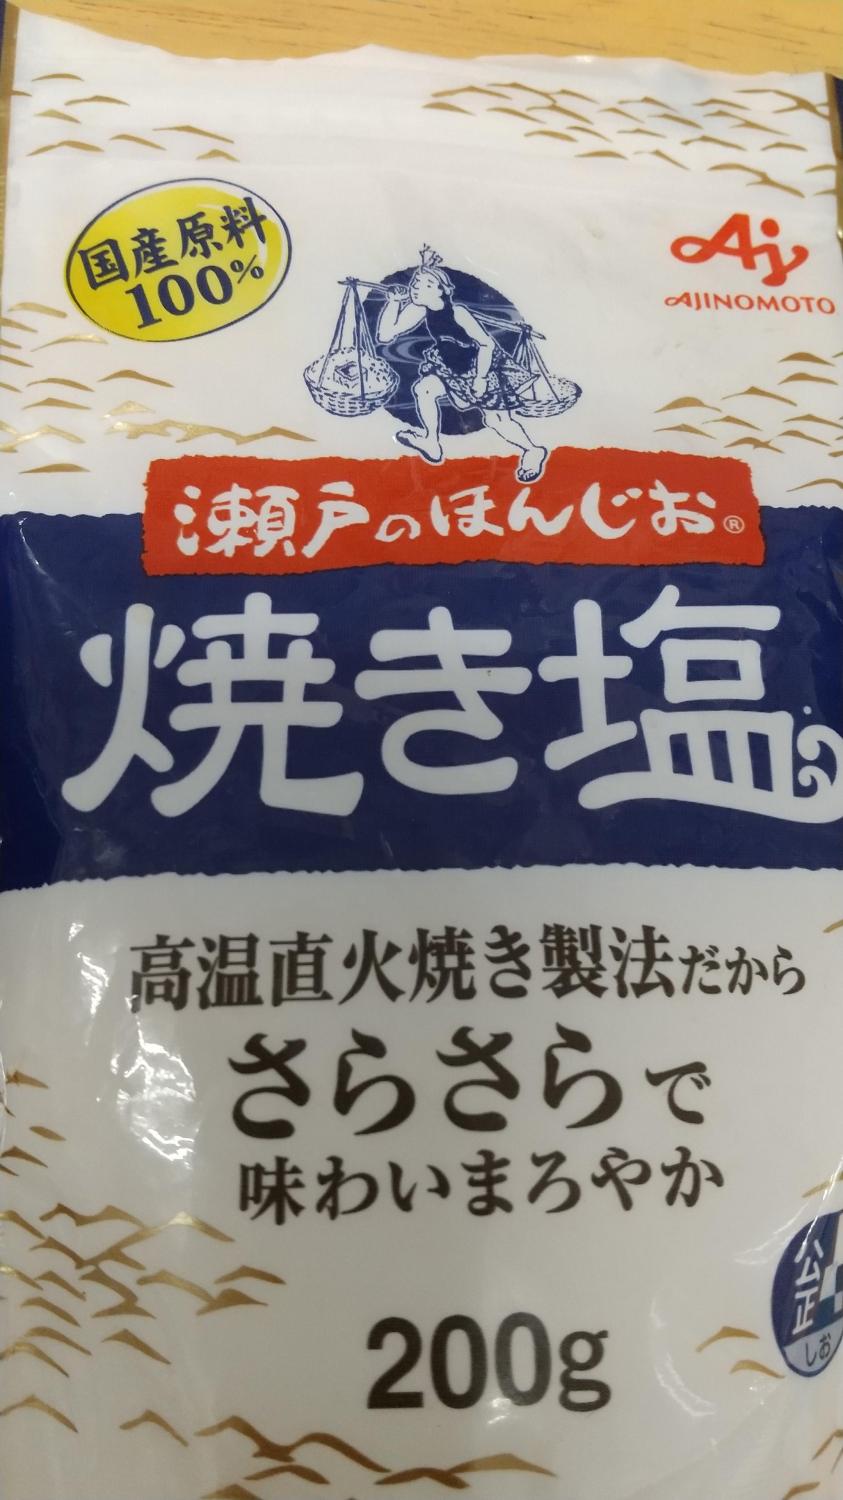 国産原料
100%
Aj
AJINOMOTO
瀬戸のほんじお®
焼き塩
高温直火焼き製法だから
さらさらで
味わいまろやか
公正
しお
200g